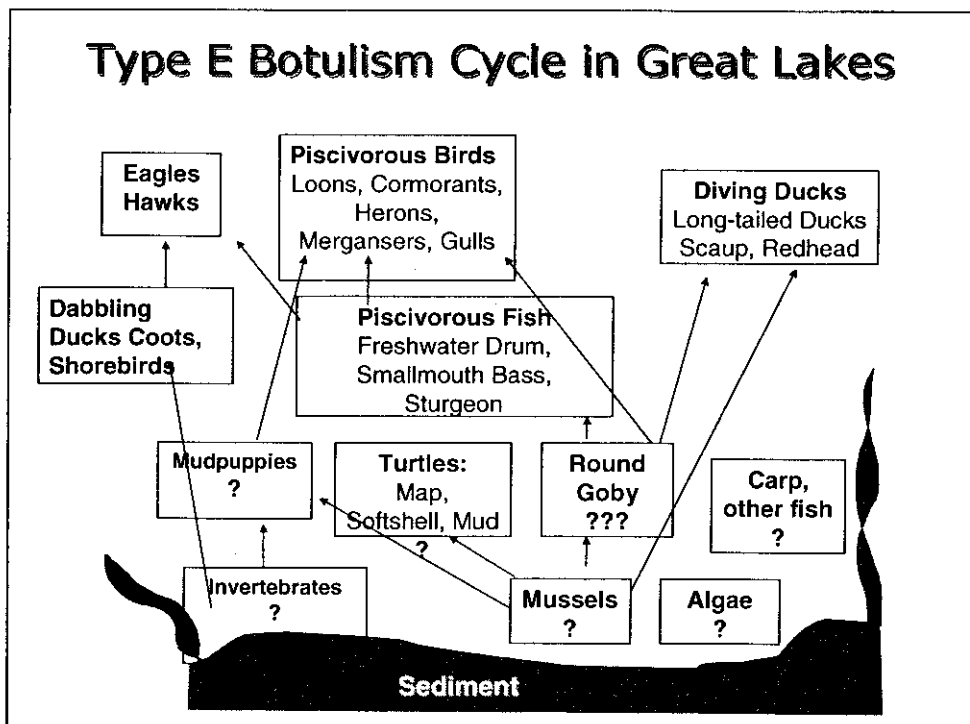 Type E Botulism Cycle in Great Lakes
Eagles
Hawks
Piscivorous Birds
Loons, Cormorants,
Herons,
Mergansers, Gulls
Diving Ducks
Long-tailed Ducks
Scaup, Redhead
Dabbling
Ducks Coots,
Shorebirds
Piscivorous Fish
Freshwater Drum,
Smallmouth Bass,
Sturgeon
Mudpuppies
?
Turtles:
Map,
Softshell, Mud
?
Round
Goby
???
Carp,
other fish
?
Invertebrates
?
Mussels
?
Algae
?
Sediment